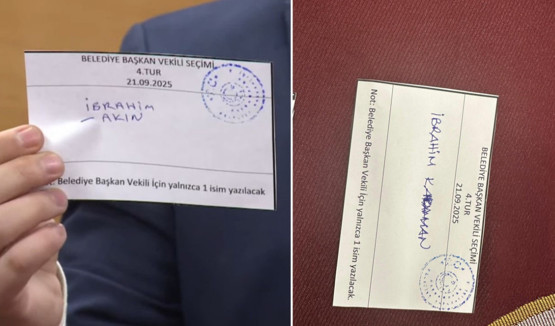 BELEDİYE BAŞKAN VEKİLİ SEÇİMİ
4.TUR
21.09.2025
İBRAHİM
AKIN
Belediye Başkan Vekili İçin yalnızca 1 isim yazılacak
BELEDİYE BAŞKAN VEKİLİ SEÇİMİ
4.TUR
21.09.2025
İBRAHİM KARAMAN
Not: Belediye Başkan Vekili İçin yalnızca 1 isim yazılacak.